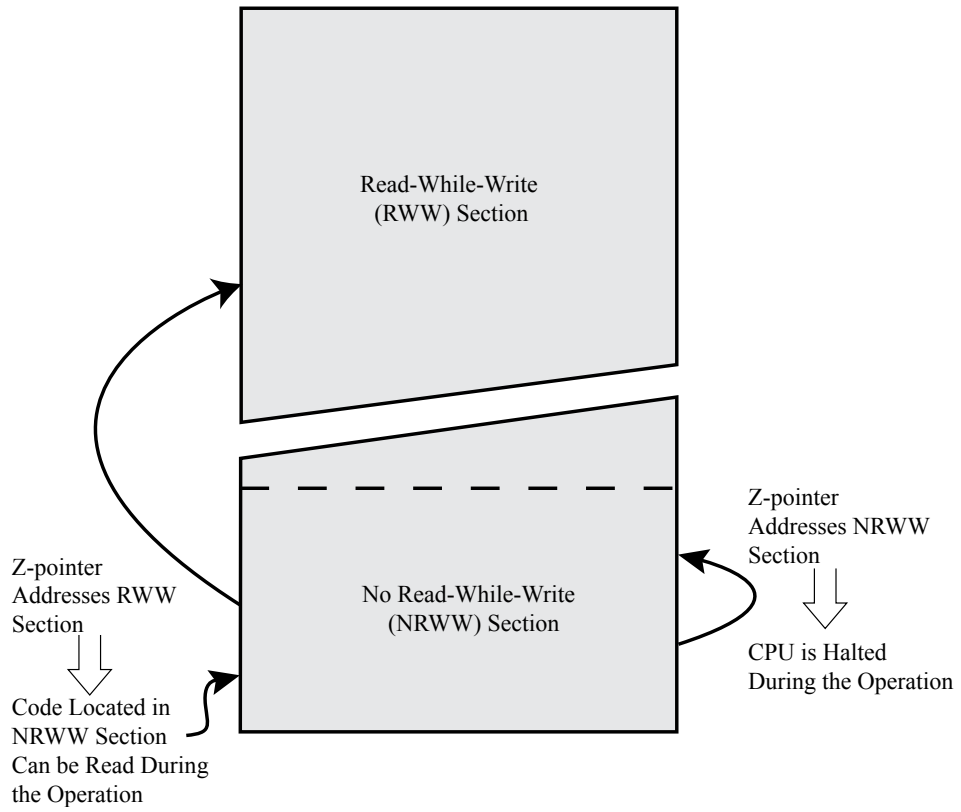 Read-While-Write
(RWW) Section
Z-pointer
Addresses NRWW
Section
Z-pointer
Addresses RWW
Section
No Read-While-Write
(NRWW) Section
CPU is Halted
During the Operation
Code Located in
NRWW Section
Can be Read During
the Operation